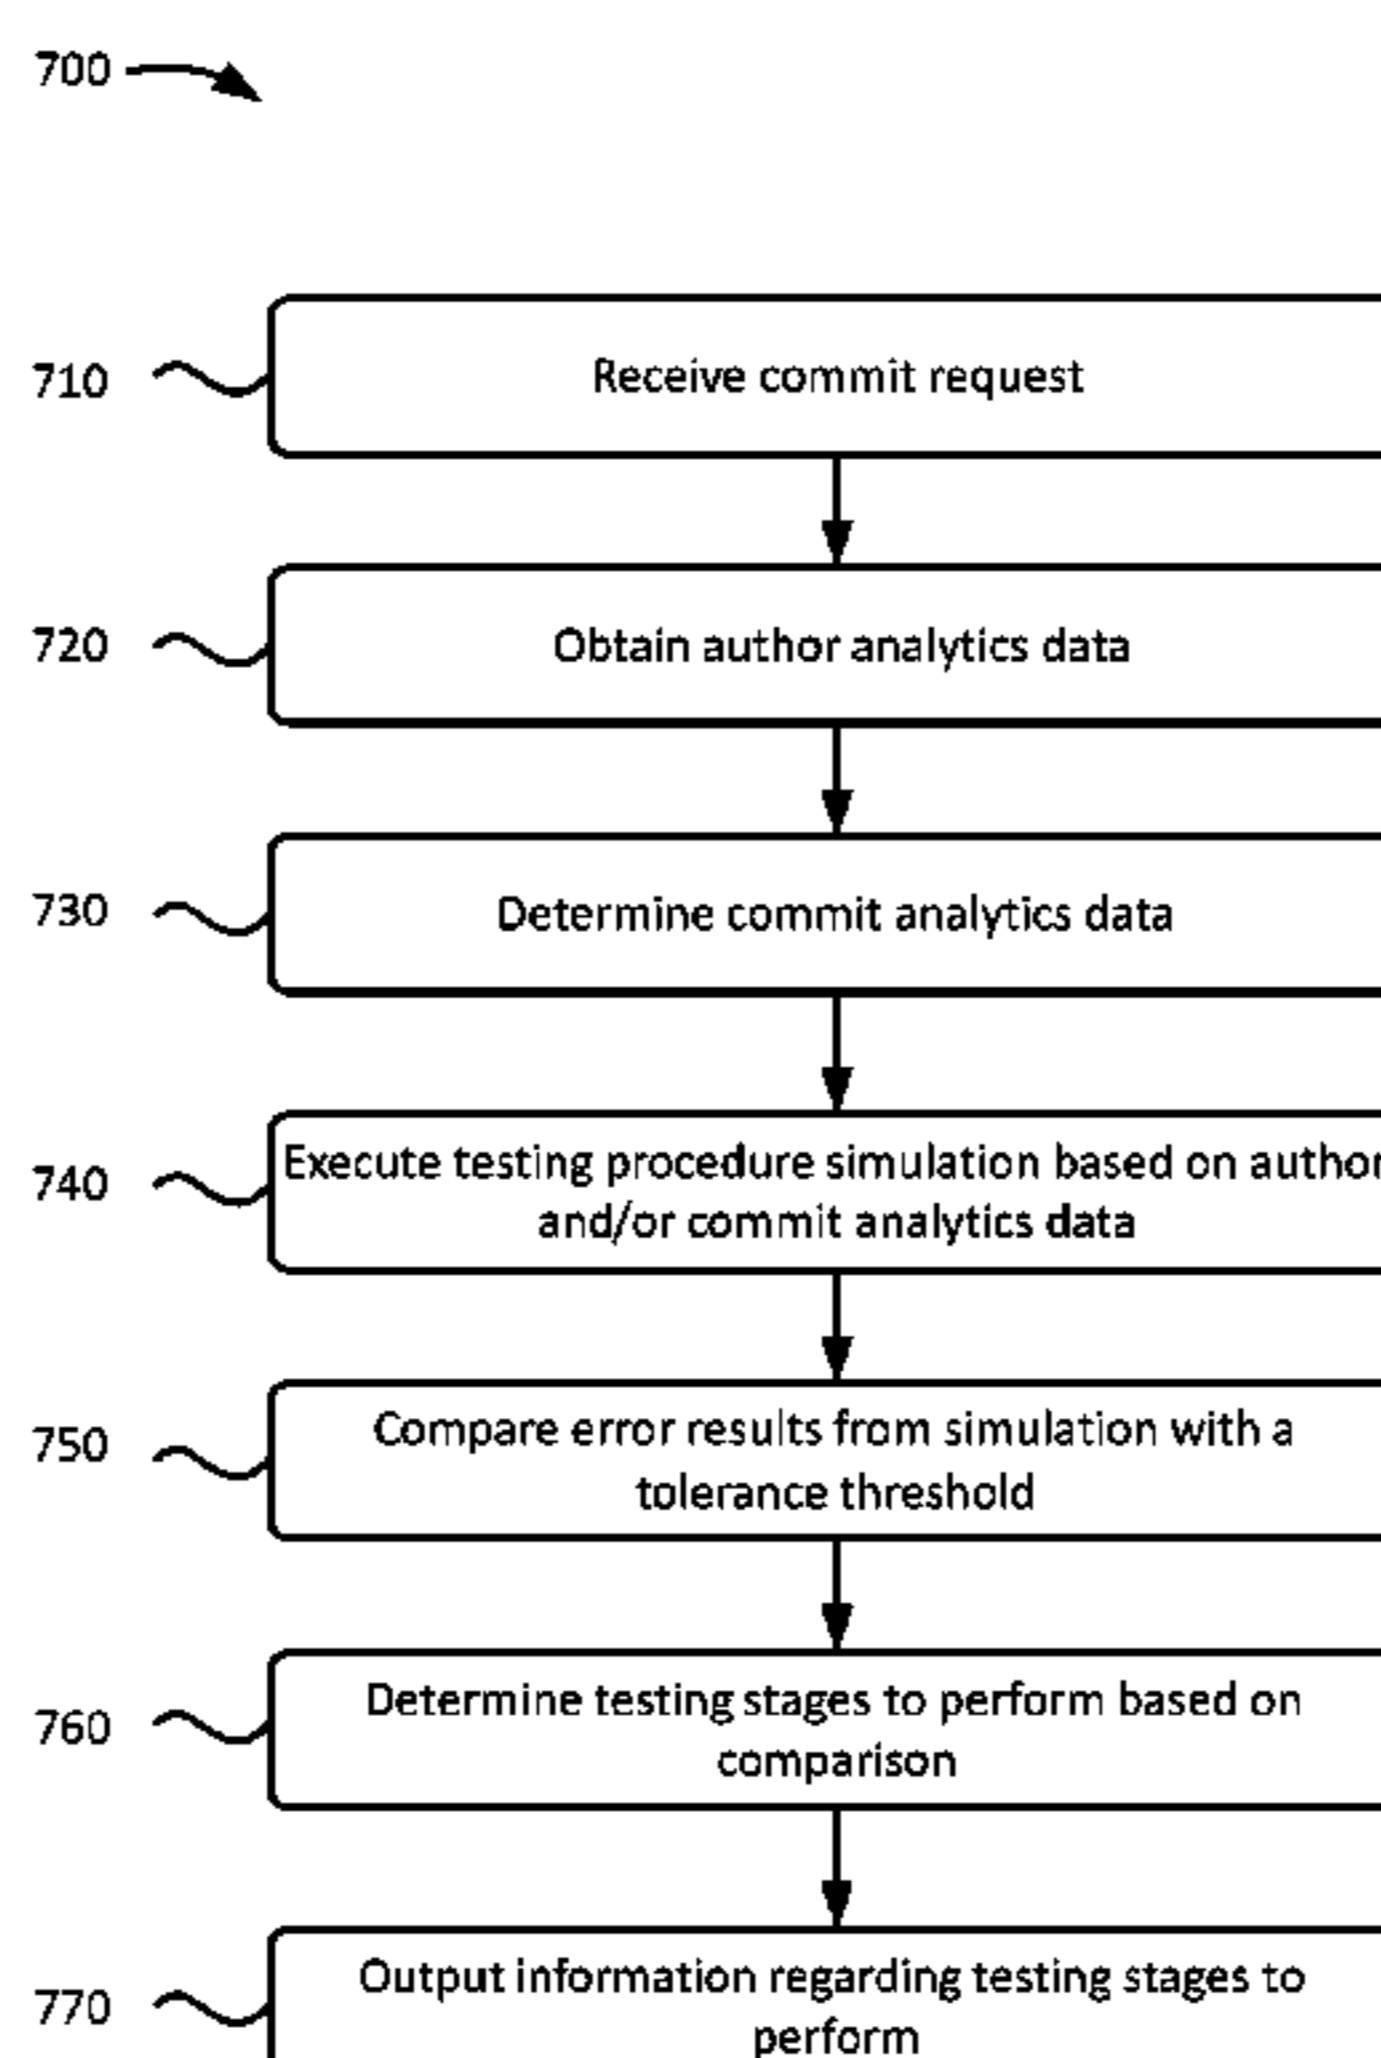 700
710
Receive commit request
720
Obtain author analytics data
730
Determine commit analytics data
740
Execute testing procedure simulation based on author
and/or commit analytics data
750
Compare error results from simulation with a
tolerance threshold
760
Determine testing stages to perform based on
comparison
770
Output information regarding testing stages to
perform